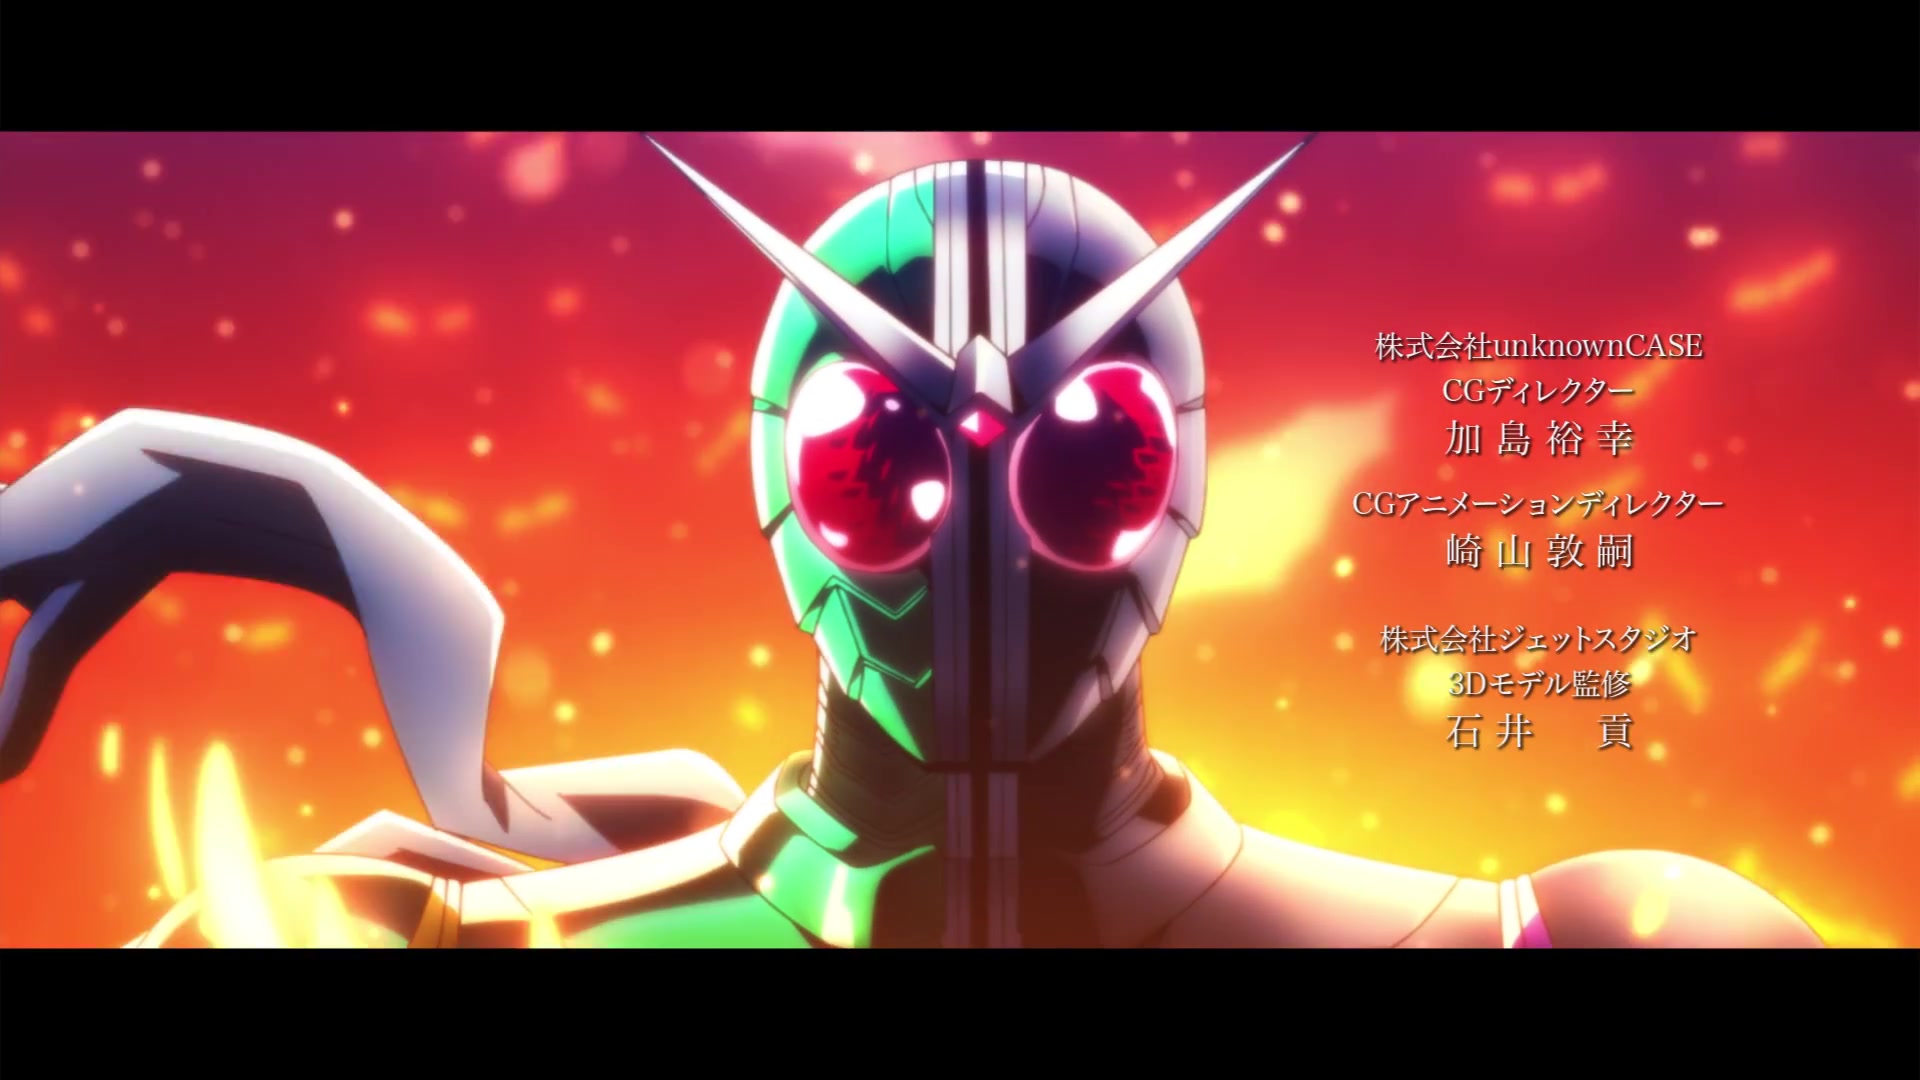 株式会社unknownCASE
CGディレクター
加島裕幸
CGアニメーションディレクター
崎山敦嗣
株式会社ジェットスタジオ
3Dモデル監修
石井　貢